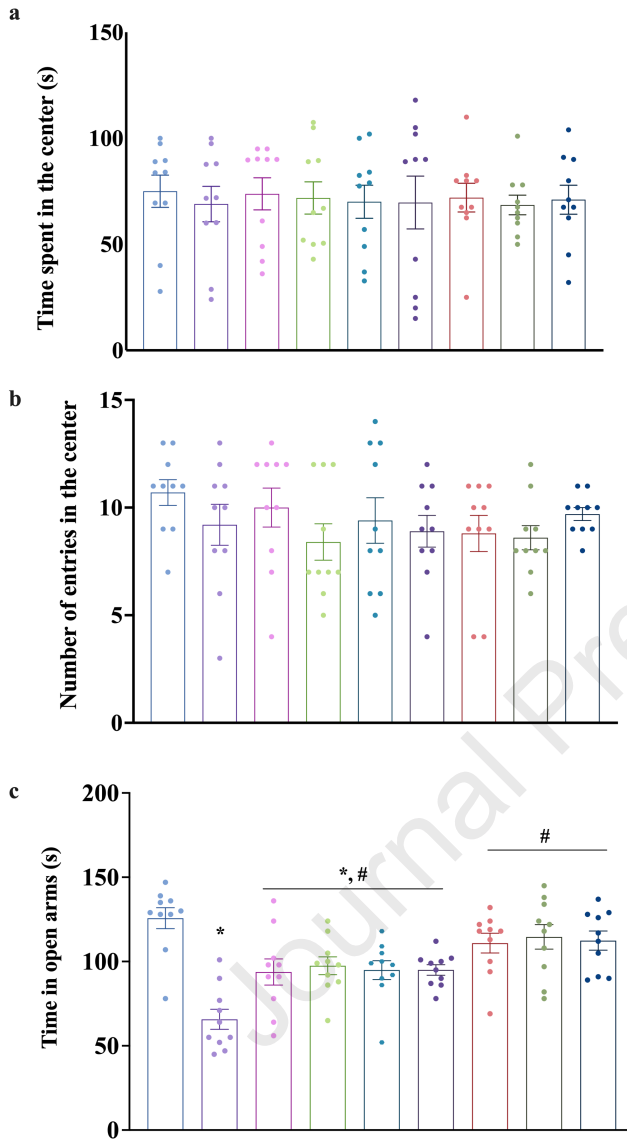 a
Time spent in the center (s)
150
100
50
0
b
Number of entries in the center
15
10
5
0
c
Time in open arms (s)
200
150
100
50
0
*
*, #
#
Journal Pre